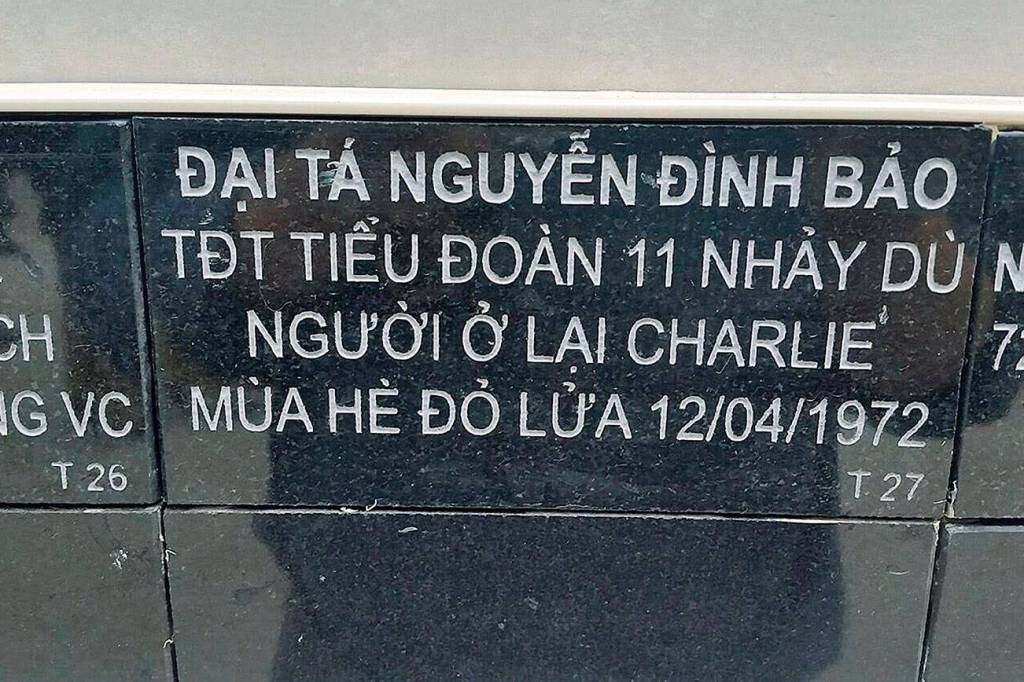 ĐẠI TÁ NGUYỄN ĐÌNH BẢO
TĐT TIỂU ĐOÀN 11 NHẢY DÙ
NGƯỜI Ở LẠI CHARLIE
MÙA HÈ ĐỎ LỬA 12/04/1972
T 27
CH
NG VC
T 26
N
72